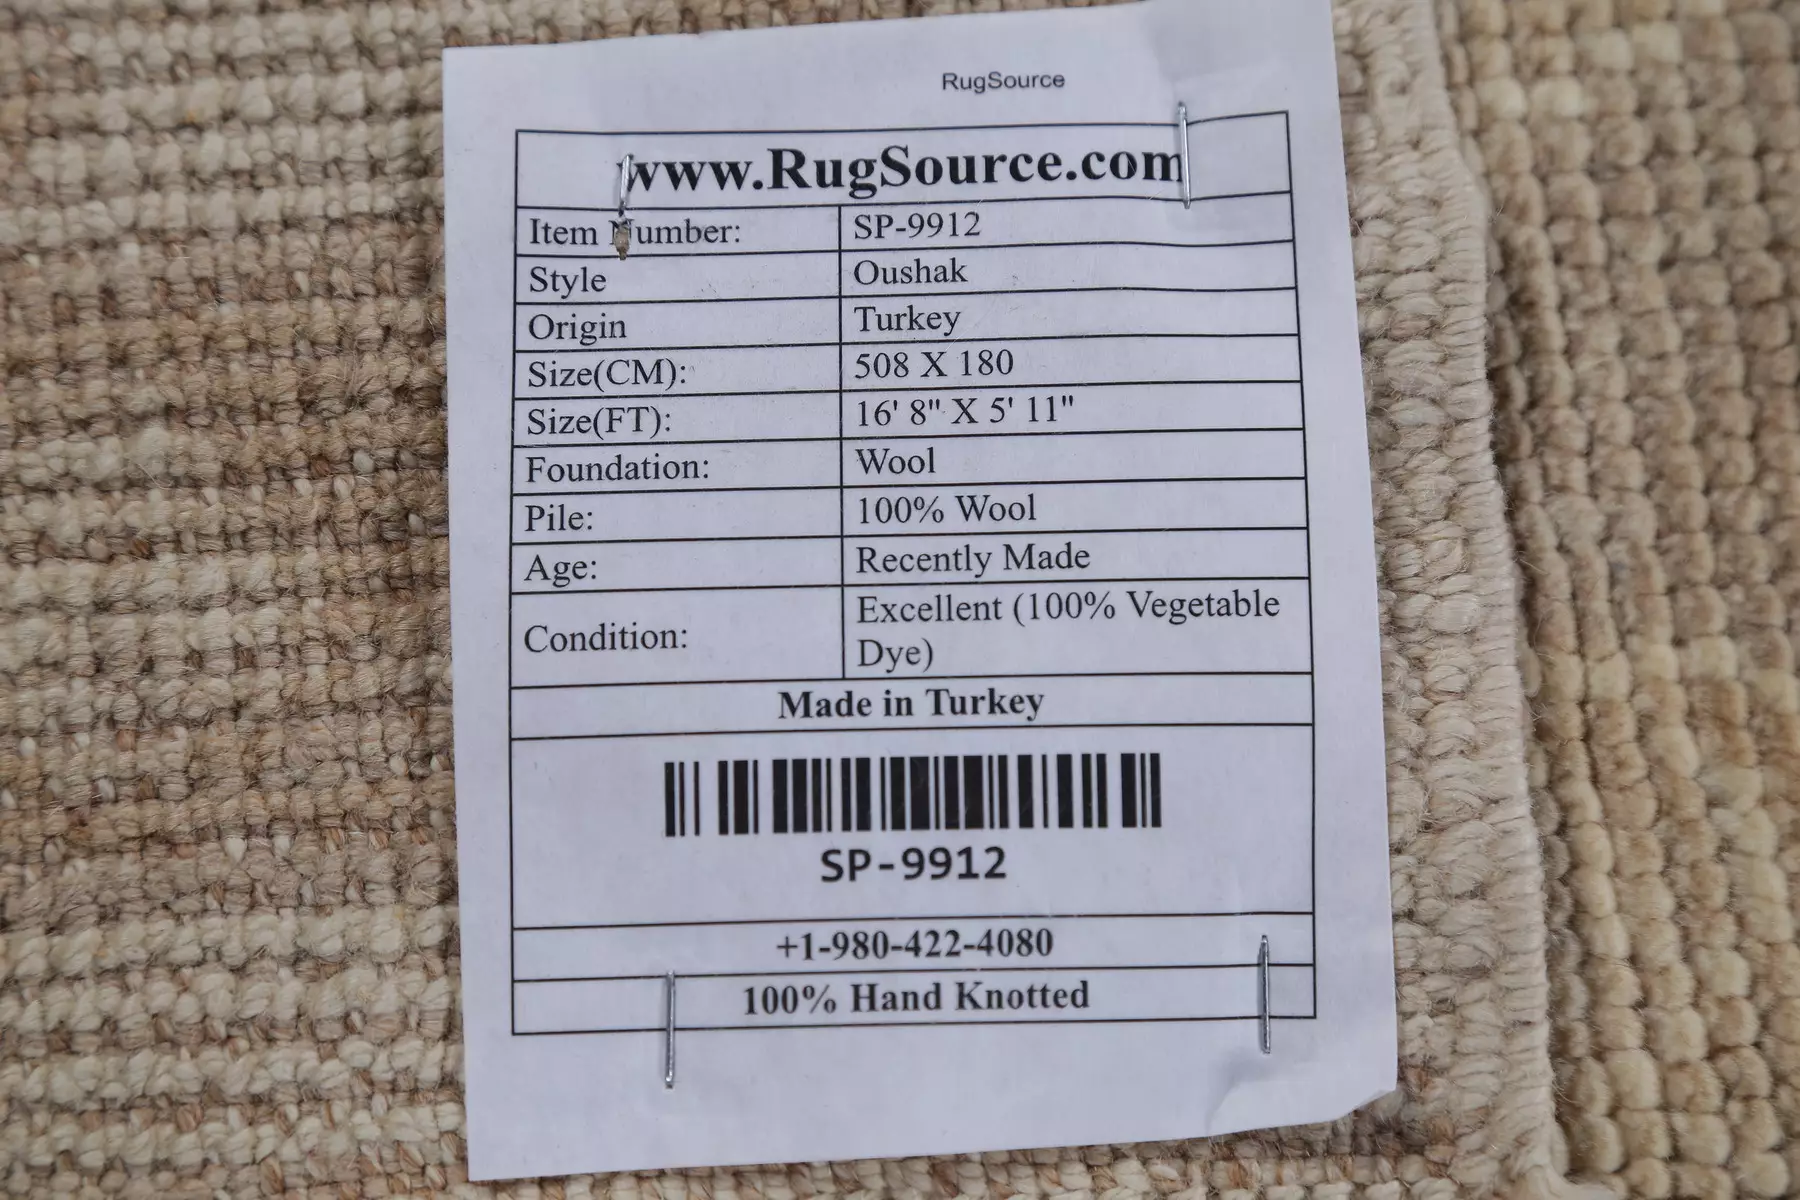 RugSource
www.RugSource.com
Item Number: SP-9912
Style Oushak
Origin Turkey
Size(CM): 508 X 180
Size(FT): 16' 8" X 5' 11"
Foundation: Wool
Pile: 100% Wool
Age: Recently Made
Condition: Excellent (100% Vegetable
Dye)
Made in Turkey
SP-9912
+1-980-422-4080
100% Hand Knotted